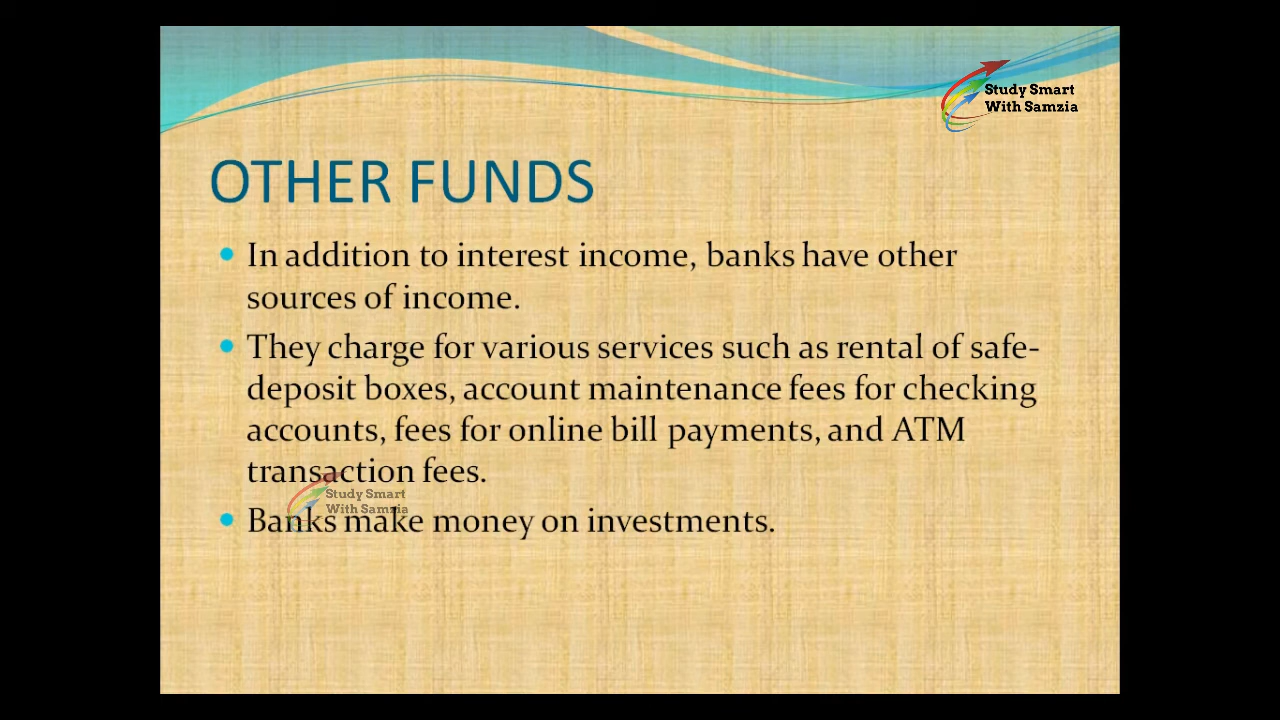 Study Smart
With Samzia
OTHER FUNDS
In addition to interest income, banks have other
sources of income.
They charge for various services such as rental of safe-
deposit boxes, account maintenance fees for checking
accounts, fees for online bill payments, and ATM
transaction fees.
Study Smart
With Samzia
Banks make money on investments.